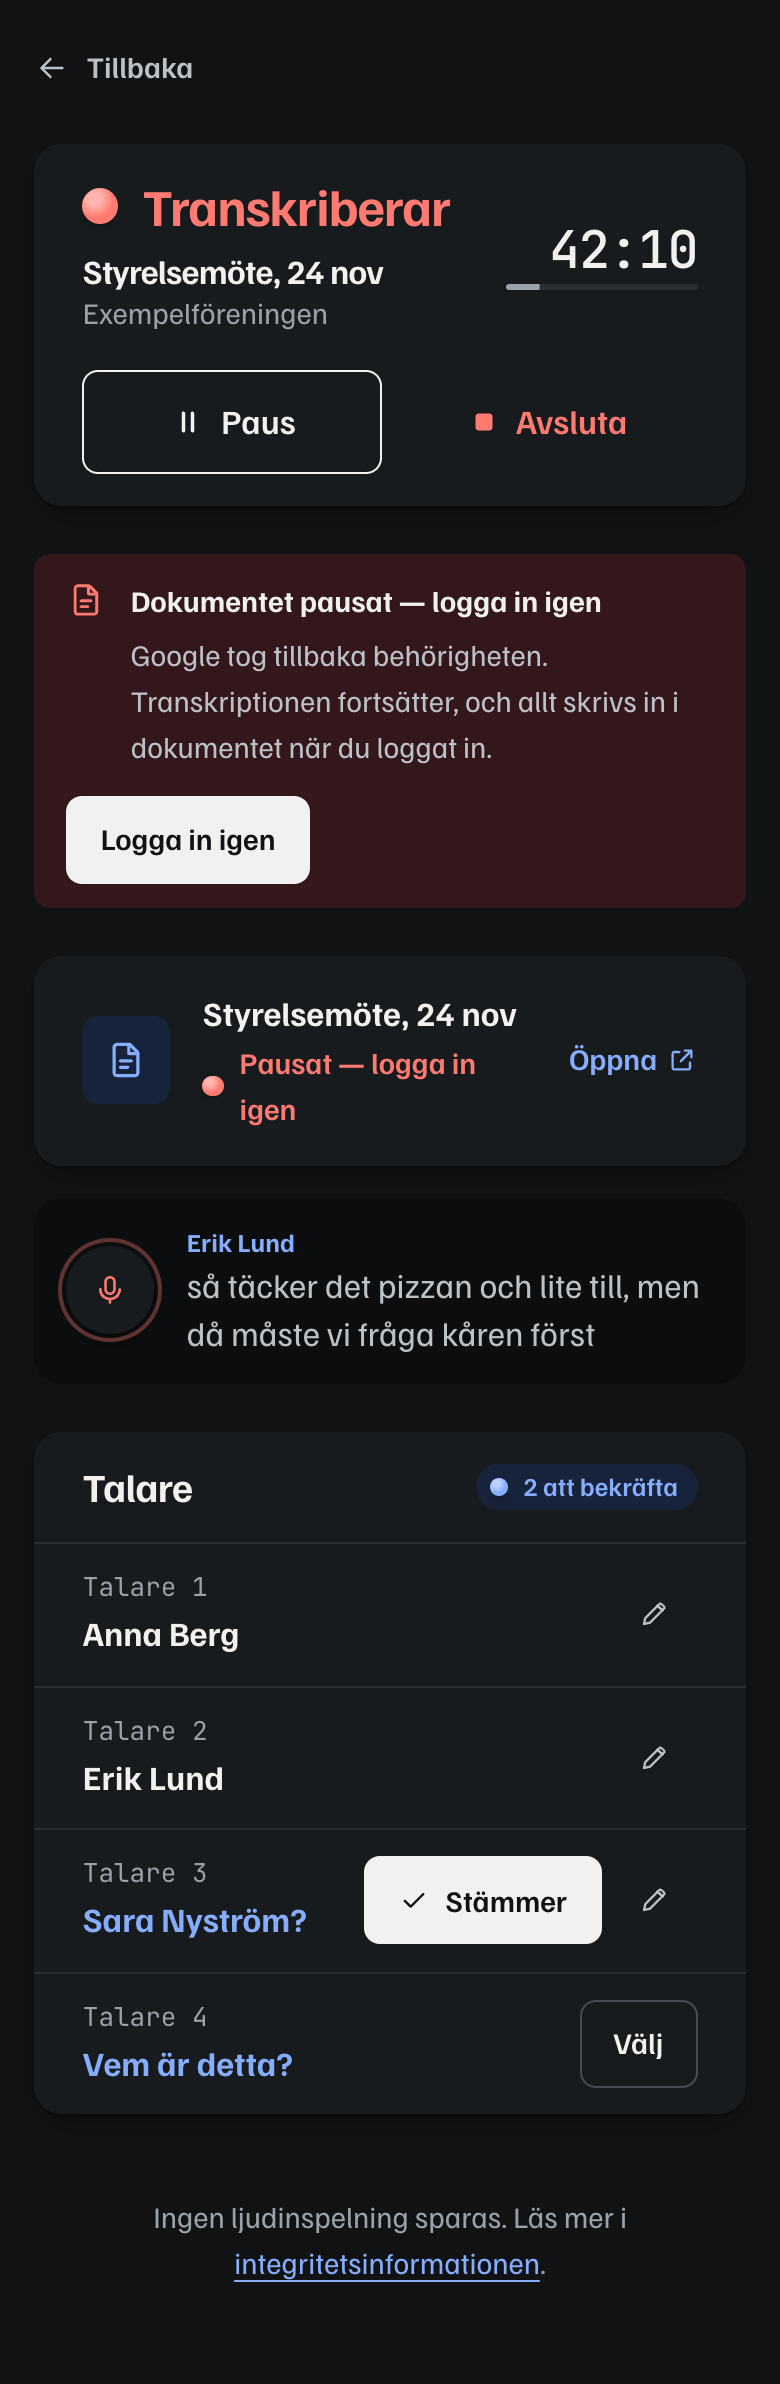 Tillbaka
Transkriberar
42:10
Styrelsemöte, 24 nov
Exempelföreningen
Paus
Avsluta
Dokumentet pausat — logga in igen
Google tog tillbaka behörigheten.
Transkriptionen fortsätter, och allt skrivs in i
dokumentet när du loggat in.
Logga in igen
Styrelsemöte, 24 nov
Pausat — logga in
igen
Öppna
Erik Lund
så täcker det pizzan och lite till, men
då måste vi fråga kåren först
Talare
2 att bekräfta
Talare 1
Anna Berg
Talare 2
Erik Lund
Talare 3
Sara Nyström?
Stämmer
Talare 4
Vem är detta?
Välj
Ingen ljudinspelning sparas. Läs mer i
integritetsinformationen.